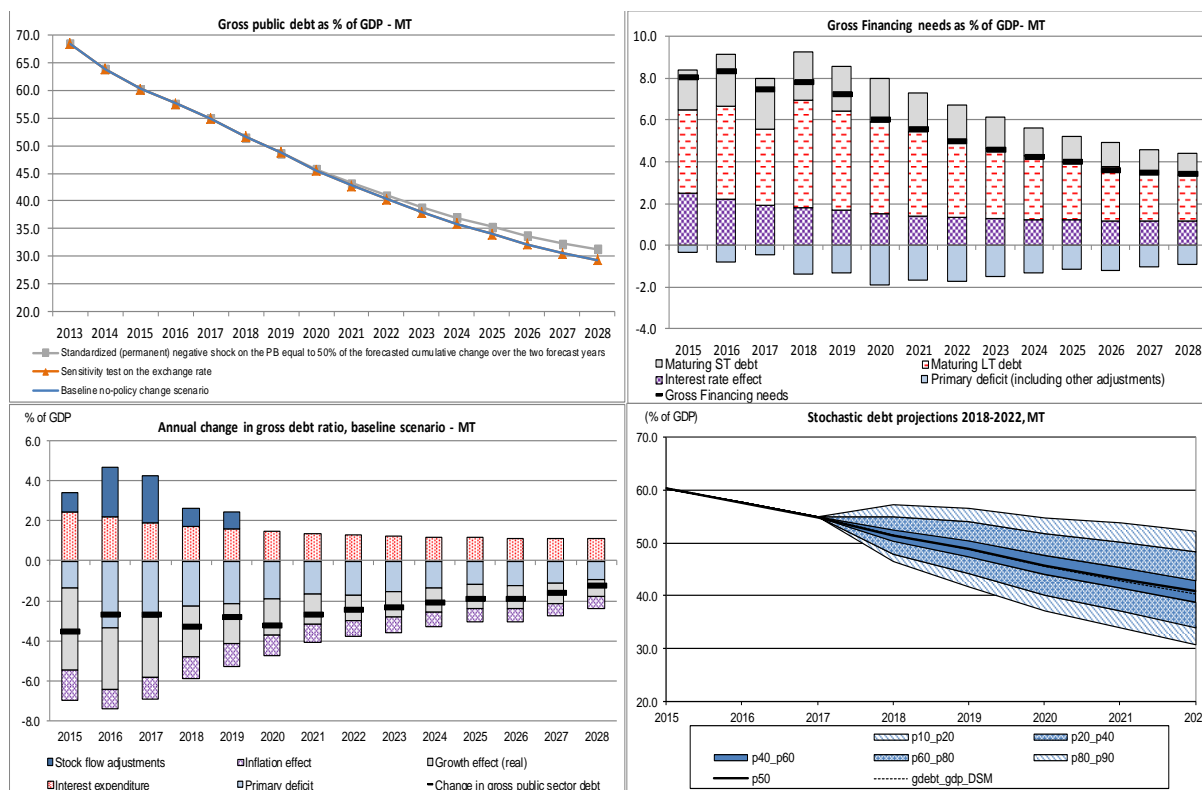 Gross public debt as % of GDP - MT
70.0
65.0
60.0
55.0
50.0
45.0
40.0
35.0
30.0
25.0
20.0
2013 2014 2015 2016 2017 2018 2019 2020 2021 2022 2023 2024 2025 2026 2027 2028
Standardized (permanent) negative shock on the PB equal to 50% of the forecasted cumulative change over the two forecast years
Sensitivity test on the exchange rate
Baseline no-policy change scenario
Gross Financing needs as % of GDP- MT
10.0
8.0
6.0
4.0
2.0
0.0
-2.0
-4.0
2015 2016 2017 2018 2019 2020 2021 2022 2023 2024 2025 2026 2027 2028
Maturing ST debt Maturing LT debt
Interest rate effect Primary deficit (including other adjustments)
Gross Financing needs
% of GDP
Annual change in gross debt ratio, baseline scenario - MT
6.0
4.0
2.0
0.0
-2.0
-4.0
-6.0
-8.0
2015 2016 2017 2018 2019 2020 2021 2022 2023 2024 2025 2026 2027 2028
Stock flow adjustments Inflation effect Growth effect (real)
Interest expenditure Primary deficit Change in gross public sector debt
(% of GDP)
Stochastic debt projections 2018-2022, MT
70.0
60.0
50.0
40.0
30.0
20.0
2015 2016 2017 2018 2019 2020 2021 202
p10_p20 p20_p40
p40_p60 p60_p80 p80_p90
p50 gdebt_gdp_DSM